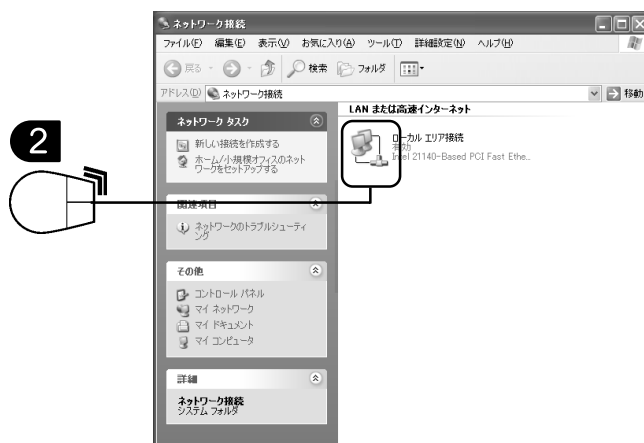 ネットワーク接続
ファイル(F) 編集(E) 表示(V) お気に入り(A) ツール(T) 詳細設定(N) ヘルプ(H)
戻る 検索 フォルダ
アドレス(D) ネットワーク接続 移動
LAN または高速インターネット
ネットワーク タスク
新しい接続を作成する
ホーム/小規模オフィスのネット
ワークをセットアップする
ローカル エリア接続
有効
Intel 21140-Based PCI Fast Ethe...
2
関連項目
ネットワークのトラブルシューティ
ング
その他
コントロール パネル
マイ ネットワーク
マイ ドキュメント
マイ コンピュータ
詳細
ネットワーク接続
システム フォルダ